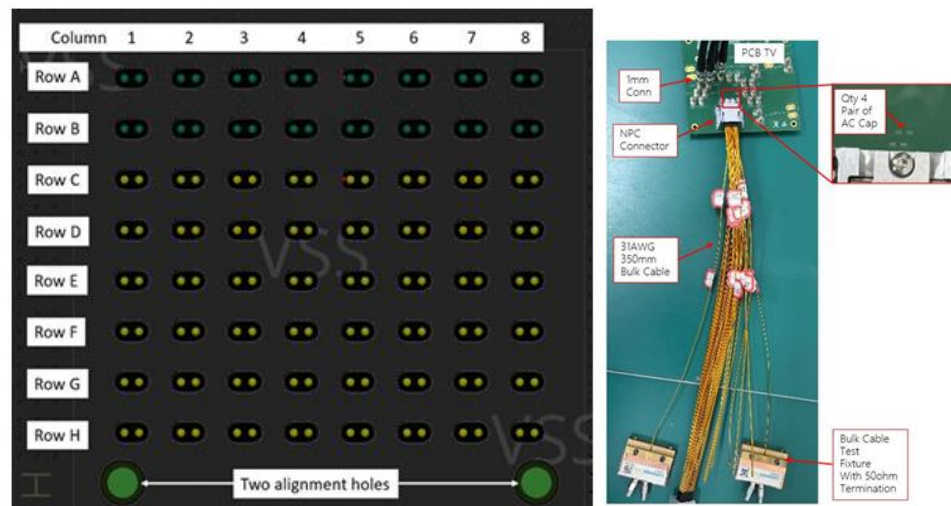 Column 1 2 3 4 5 6 7 8
Row A
Row B
Row C
Row D
Row E
Row F
Row G
Row H
VSS
VSS
VSS
Two alignment holes
PCB TV
1mm
Conn
NPC
Connector
Qty 4
Pair of
AC Cap
31AWG
350mm
Bulk Cable
Bulk Cable
Test
Fixture
With 50ohm
Termination